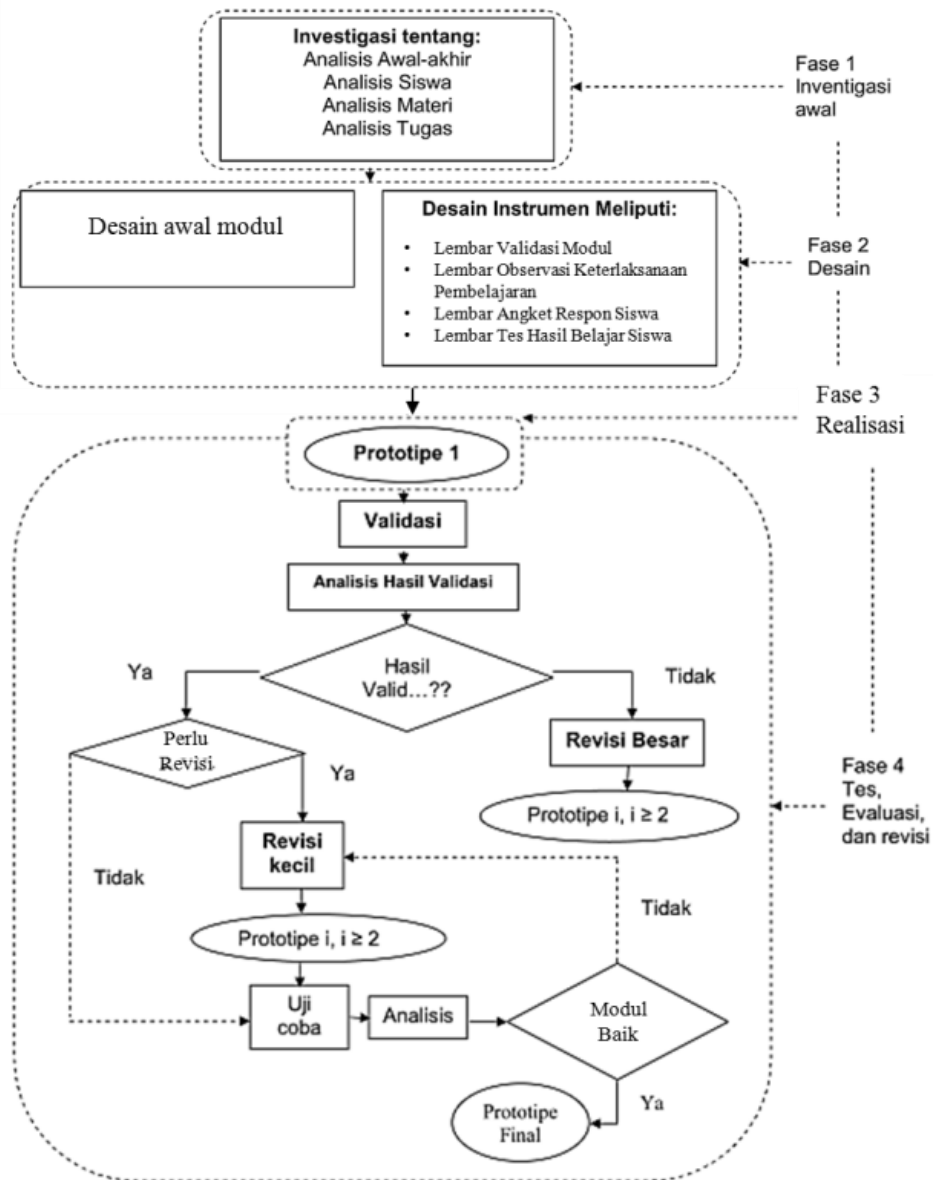 Investigasi tentang:
Analisis Awal-akhir
Analisis Siswa
Analisis Materi
Analisis Tugas
Fase 1
Inventigasi
awal
Desain awal modul
Desain Instrumen Meliputi:
• Lembar Validasi Modul
• Lembar Observasi Keterlaksanaan
Pembelajaran
• Lembar Angket Respon Siswa
• Lembar Tes Hasil Belajar Siswa
Fase 2
Desain
Fase 3
Realisasi
Prototipe 1
Validasi
Analisis Hasil Validasi
Hasil
Valid...??
Ya
Tidak
Perlu
Revisi
Ya
Tidak
Revisi Besar
Prototipe i, i ≥ 2
Fase 4
Tes,
Evaluasi,
dan revisi
Revisi
kecil
Prototipe i, i ≥ 2
Tidak
Uji
coba
Analisis
Modul
Baik
Ya
Prototipe
Final